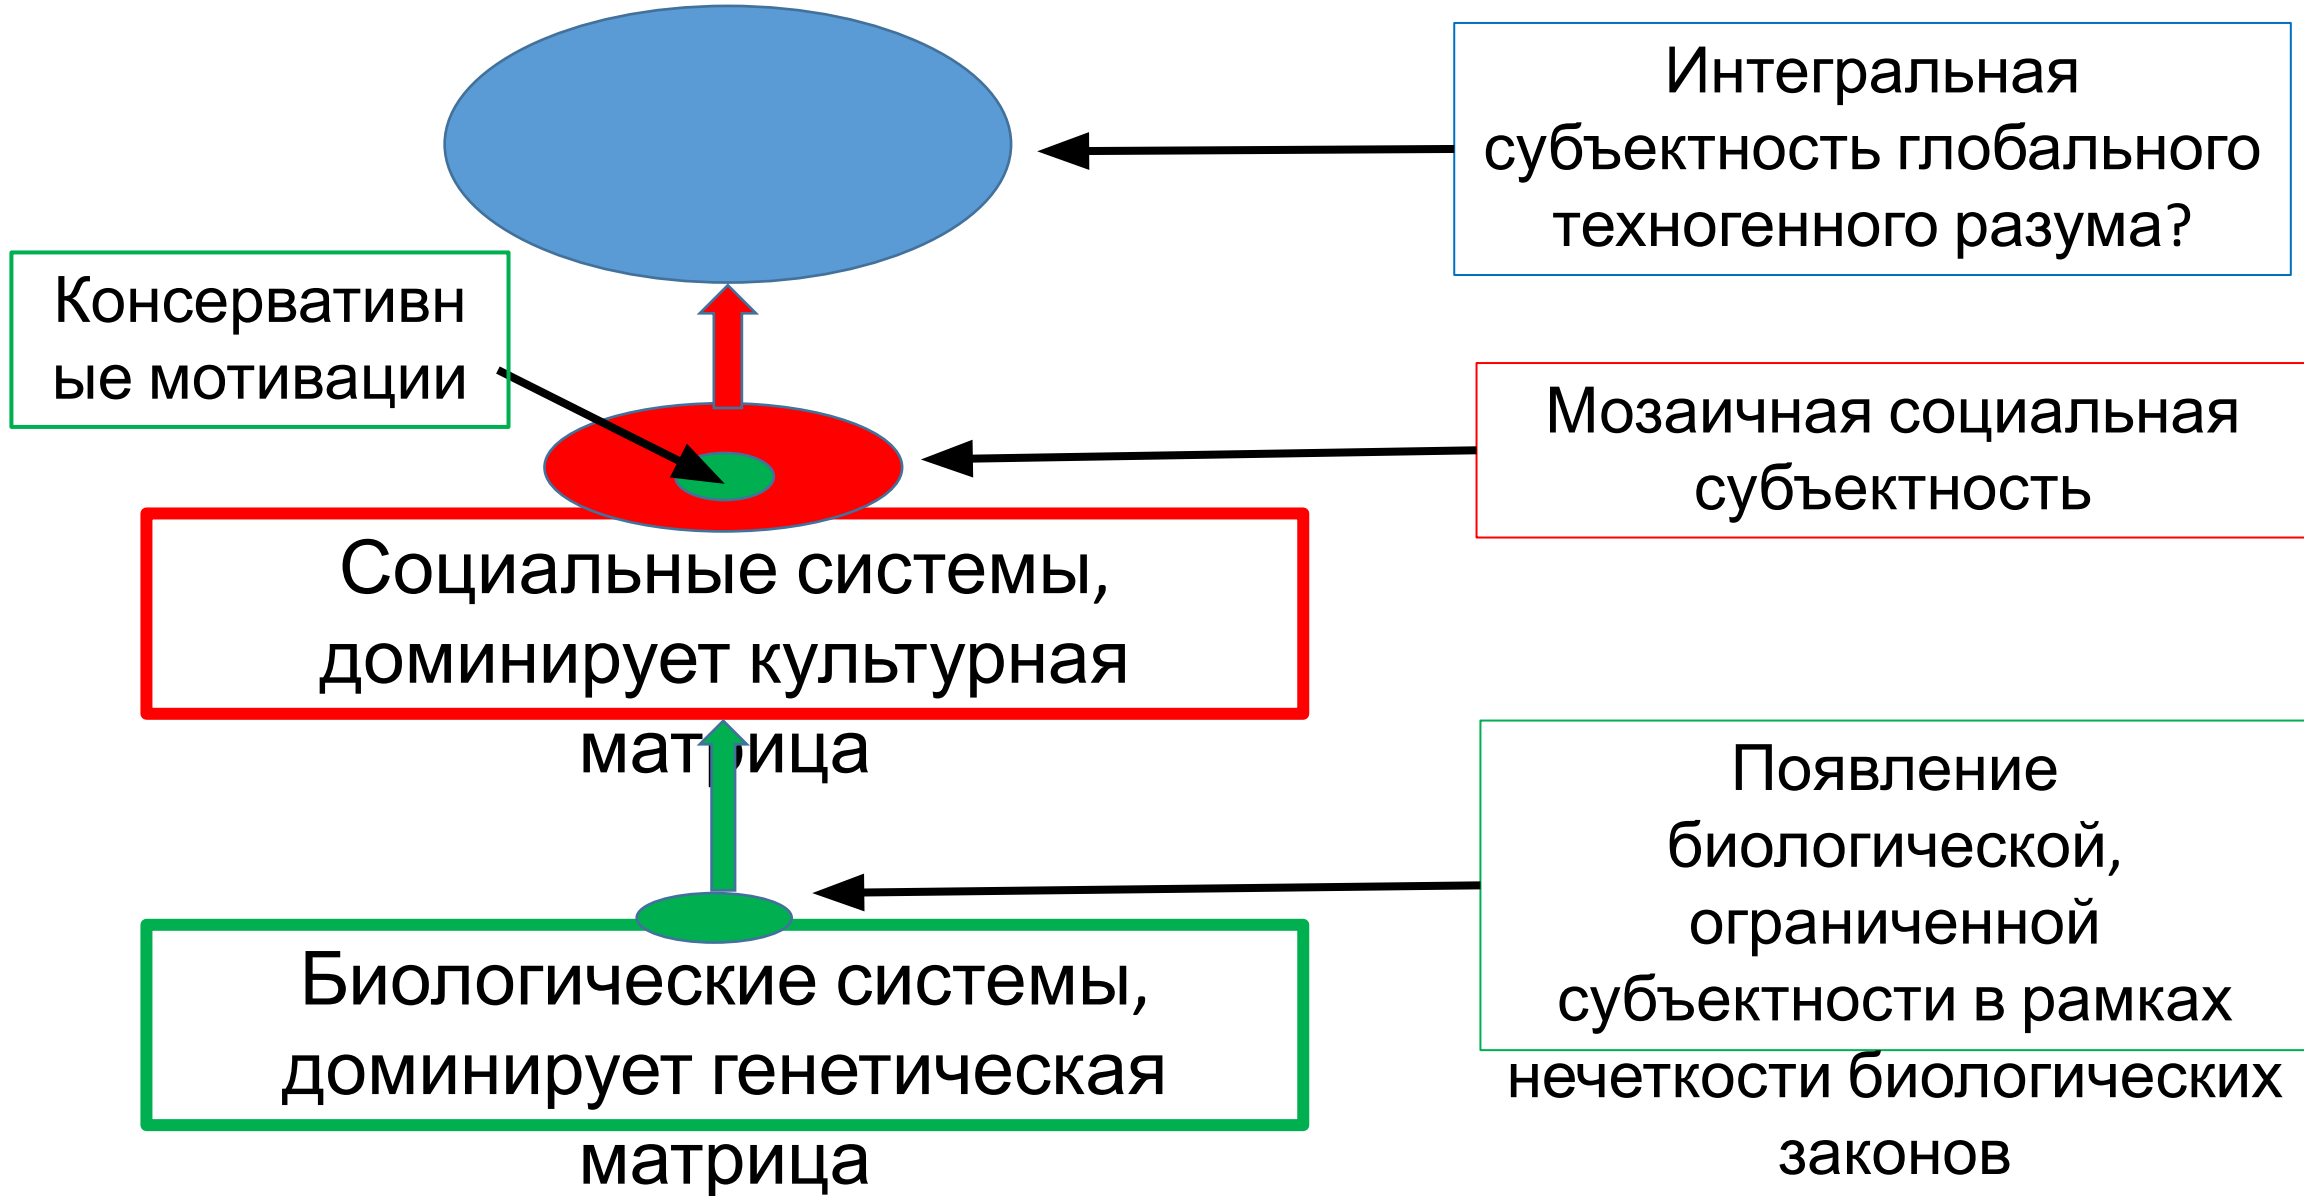 Интегральная
субъектность глобального
техногенного разума?
Консервативн
ые мотивации
Мозаичная социальная
субъектность
Социальные системы,
доминирует культурная
матрица
Появление
биологической,
ограниченной
субъектности в рамках
нечеткости биологических
законов
Биологические системы,
доминирует генетическая
матрица